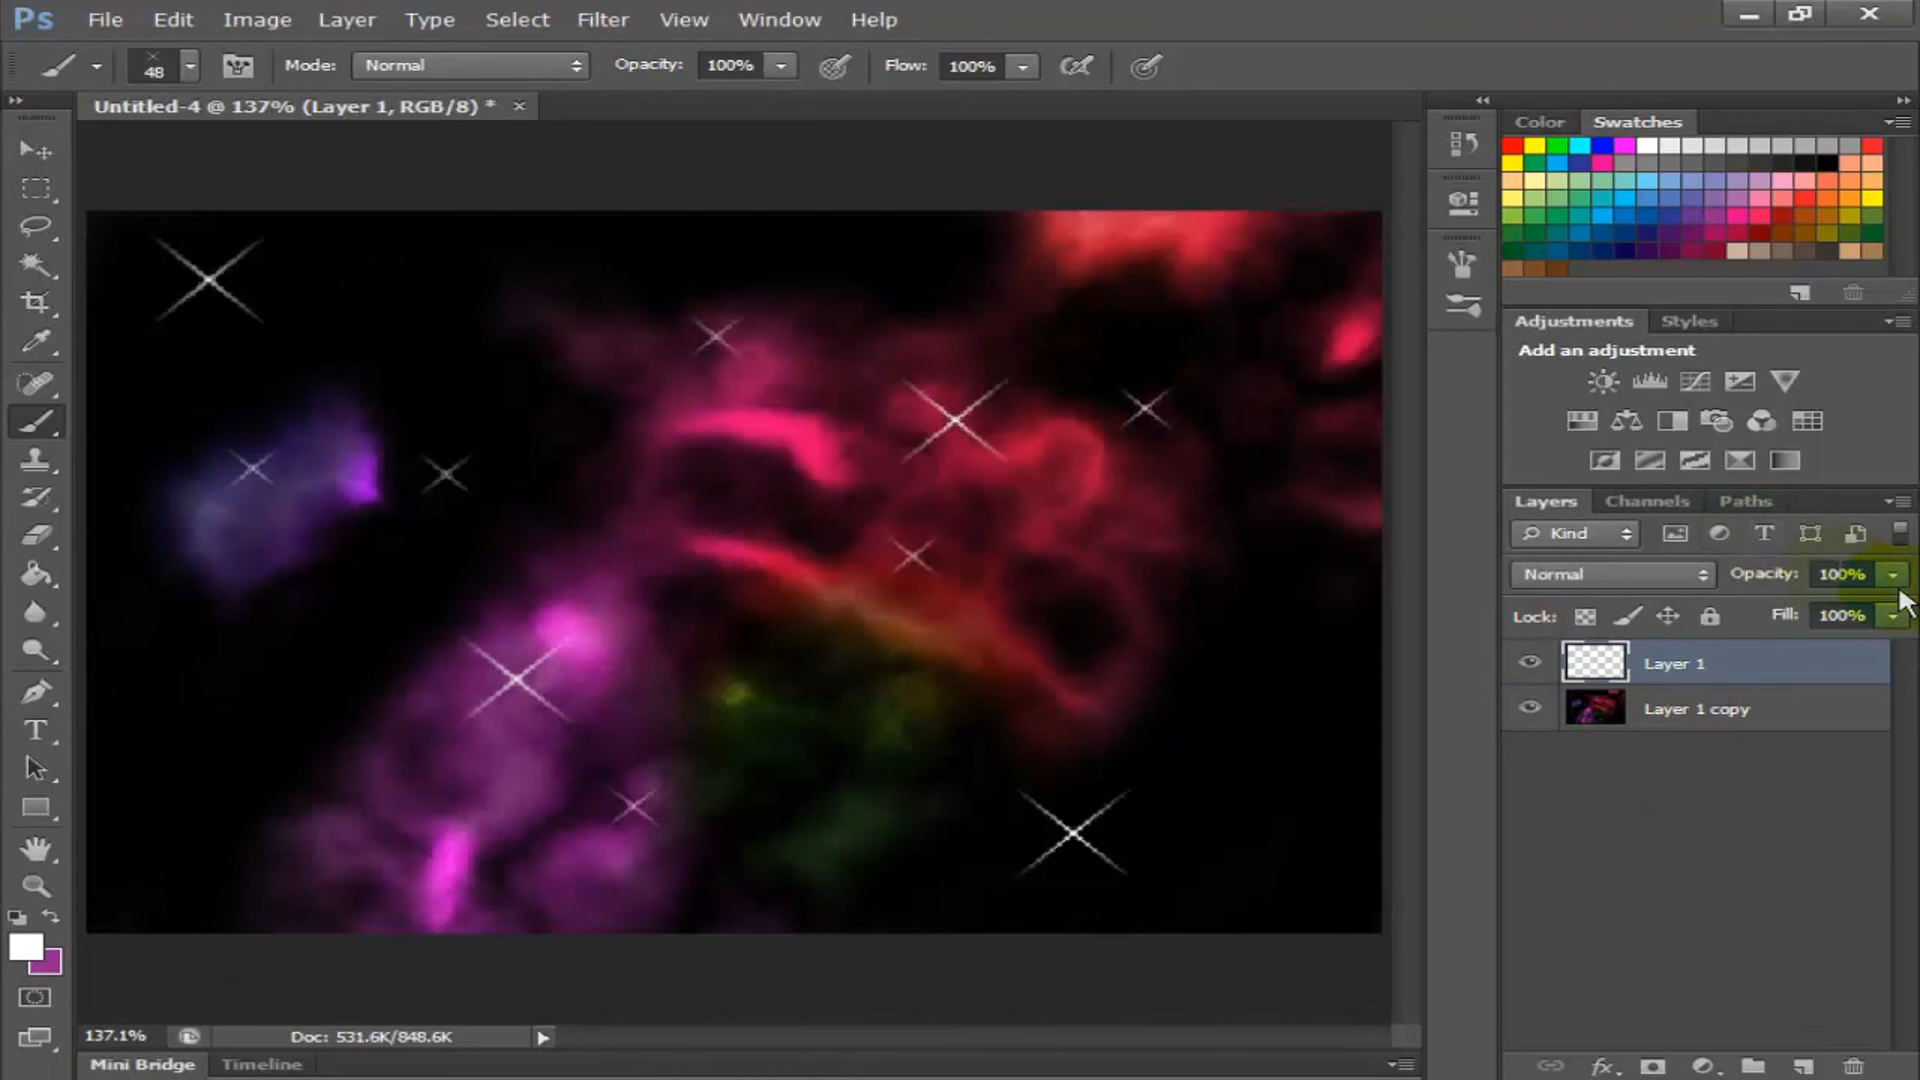 Ps File Edit Image Layer Type Select Filter View Window Help
48 Mode: Normal Opacity: 100% Flow: 100%
Untitled-4 @ 137% (Layer 1, RGB/8) * ×
Color Swatches
Adjustments Styles
Add an adjustment
Layers Channels Paths
Kind T
Normal Opacity: 100%
Lock: Fill: 100%
Layer 1
Layer 1 copy
T
137.1% Doc: 531.6K/848.6K
Mini Bridge Timeline
fx